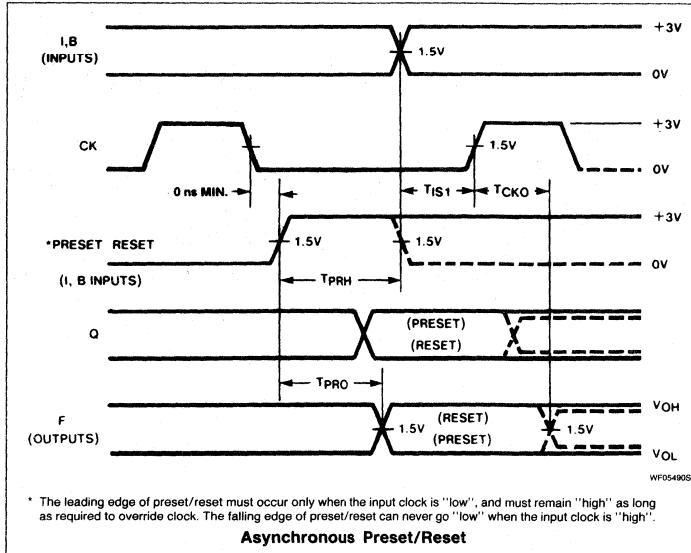 I,B
(INPUTS)
1.5V
+3V
0V
CK
1.5V
+3V
0V
0 ns MIN.
TIS1
TCKO
*PRESET RESET
(I, B INPUTS)
1.5V
1.5V
+3V
0V
TPRH
Q
(PRESET)
(RESET)
TPRO
F
(OUTPUTS)
1.5V
(RESET)
(PRESET)
1.5V
VOH
VOL
WF05490S
* The leading edge of preset/reset must occur only when the input clock is "low", and must remain "high" as long
as required to override clock. The falling edge of preset/reset can never go "low" when the input clock is "high".
Asynchronous Preset/Reset